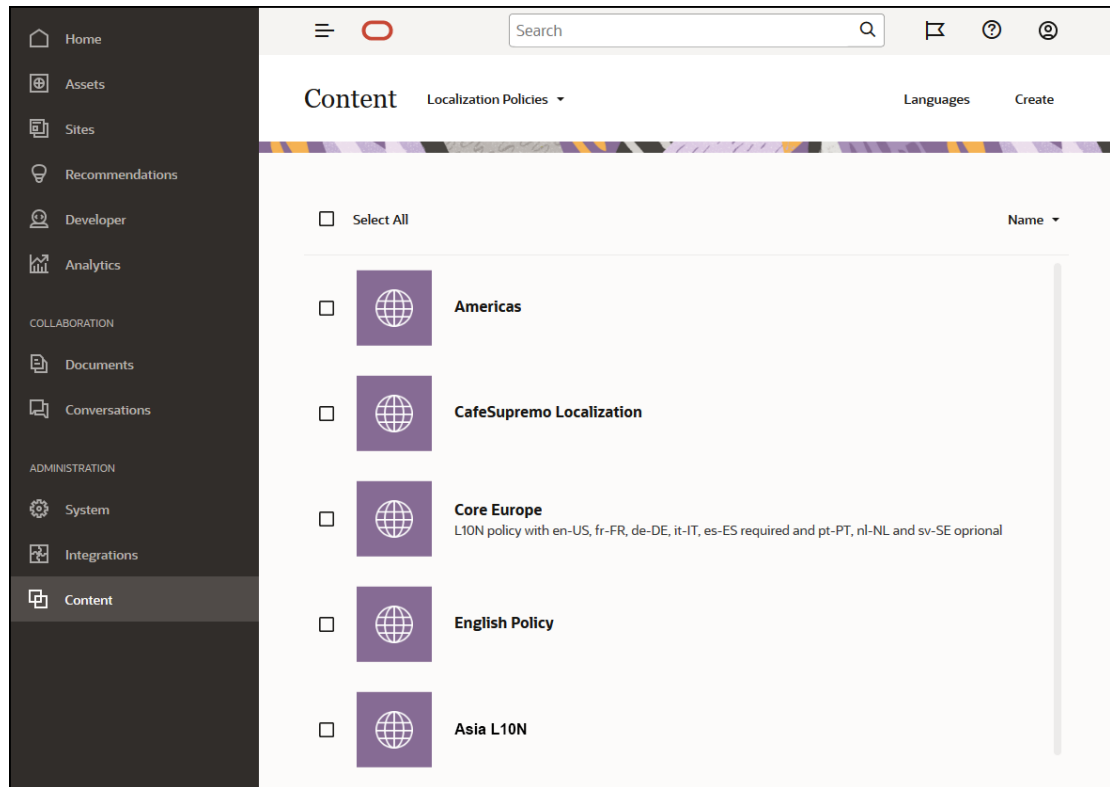 Home
Assets
Sites
Recommendations
Developer
Analytics
COLLABORATION
Documents
Conversations
ADMINISTRATION
System
Integrations
Content
Search
Content Localization Policies Languages Create
Select All Name
Americas
CafeSupremo Localization
Core Europe
L10N policy with en-US, fr-FR, de-DE, it-IT, es-ES required and pt-PT, nl-NL and sv-SE oprional
English Policy
Asia L10N